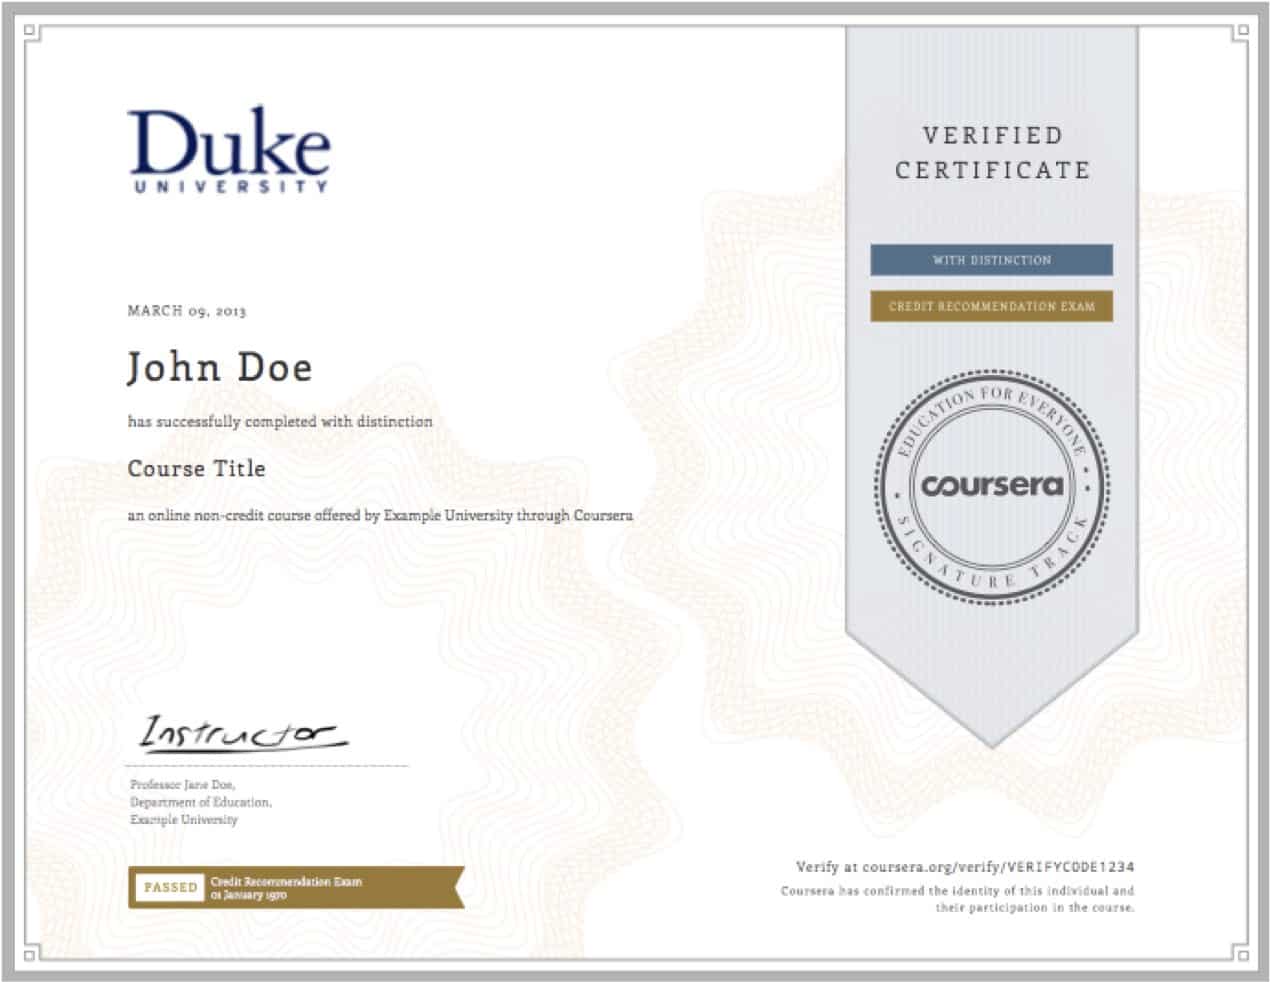 Duke
UNIVERSITY
VERIFIED
CERTIFICATE
WITH DISTINCTION
CREDIT RECOMMENDATION EXAM
MARCH 09, 2013
John Doe
has successfully completed with distinction
Course Title
an online non-credit course offered by Example University through Coursera
EDUCATION FOR EVERYONE
coursera
SIGNATURE TRACK
Instructor
Professor Jane Doe,
Department of Education,
Example University
PASSED
Credit Recommendation Exam
01 January 1970
Verify at coursera.org/verify/VERIFYCODE1234
Coursera has confirmed the identity of this individual and
their participation in the course.